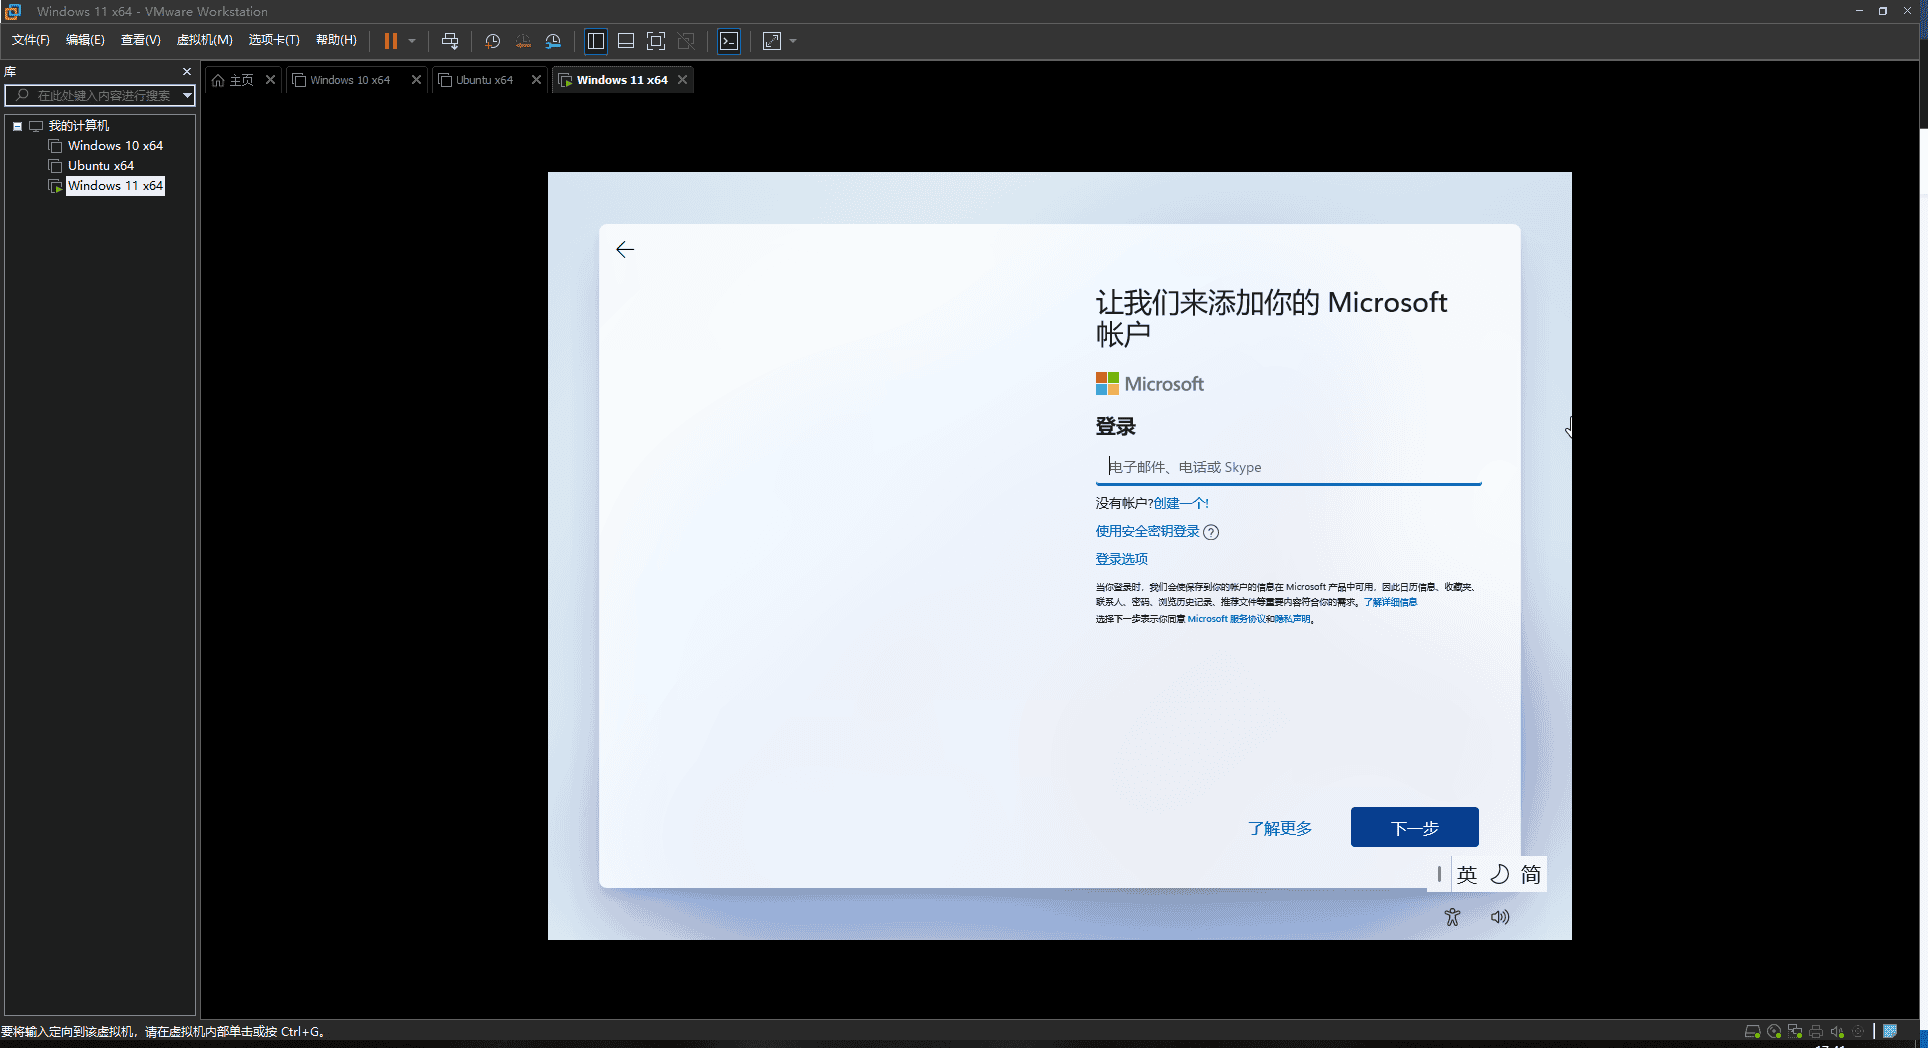 Windows 11 x64 - VMware Workstation
文件(F) 编辑(E) 查看(V) 虚拟机(M) 选项卡(T) 帮助(H)
库
在此处键入内容进行搜索
我的计算机
Windows 10 x64
Ubuntu x64
Windows 11 x64
主页 Windows 10 x64 Ubuntu x64 Windows 11 x64
让我们来添加你的 Microsoft
帐户
Microsoft
登录
电子邮件、电话或 Skype
没有帐户?创建一个!
使用安全密钥登录
登录选项
当你登录时，我们会使保存到你的帐户的信息在 Microsoft 产品中可用，因此日历信息、收藏夹、
联系人、密码、浏览历史记录、推荐文件等重要内容符合你的需求。了解详细信息
选择下一步表示你同意 Microsoft 服务协议和隐私声明。
了解更多 下一步
英 简
要将输入定向到该虚拟机，请在虚拟机内部单击或按 Ctrl+G。